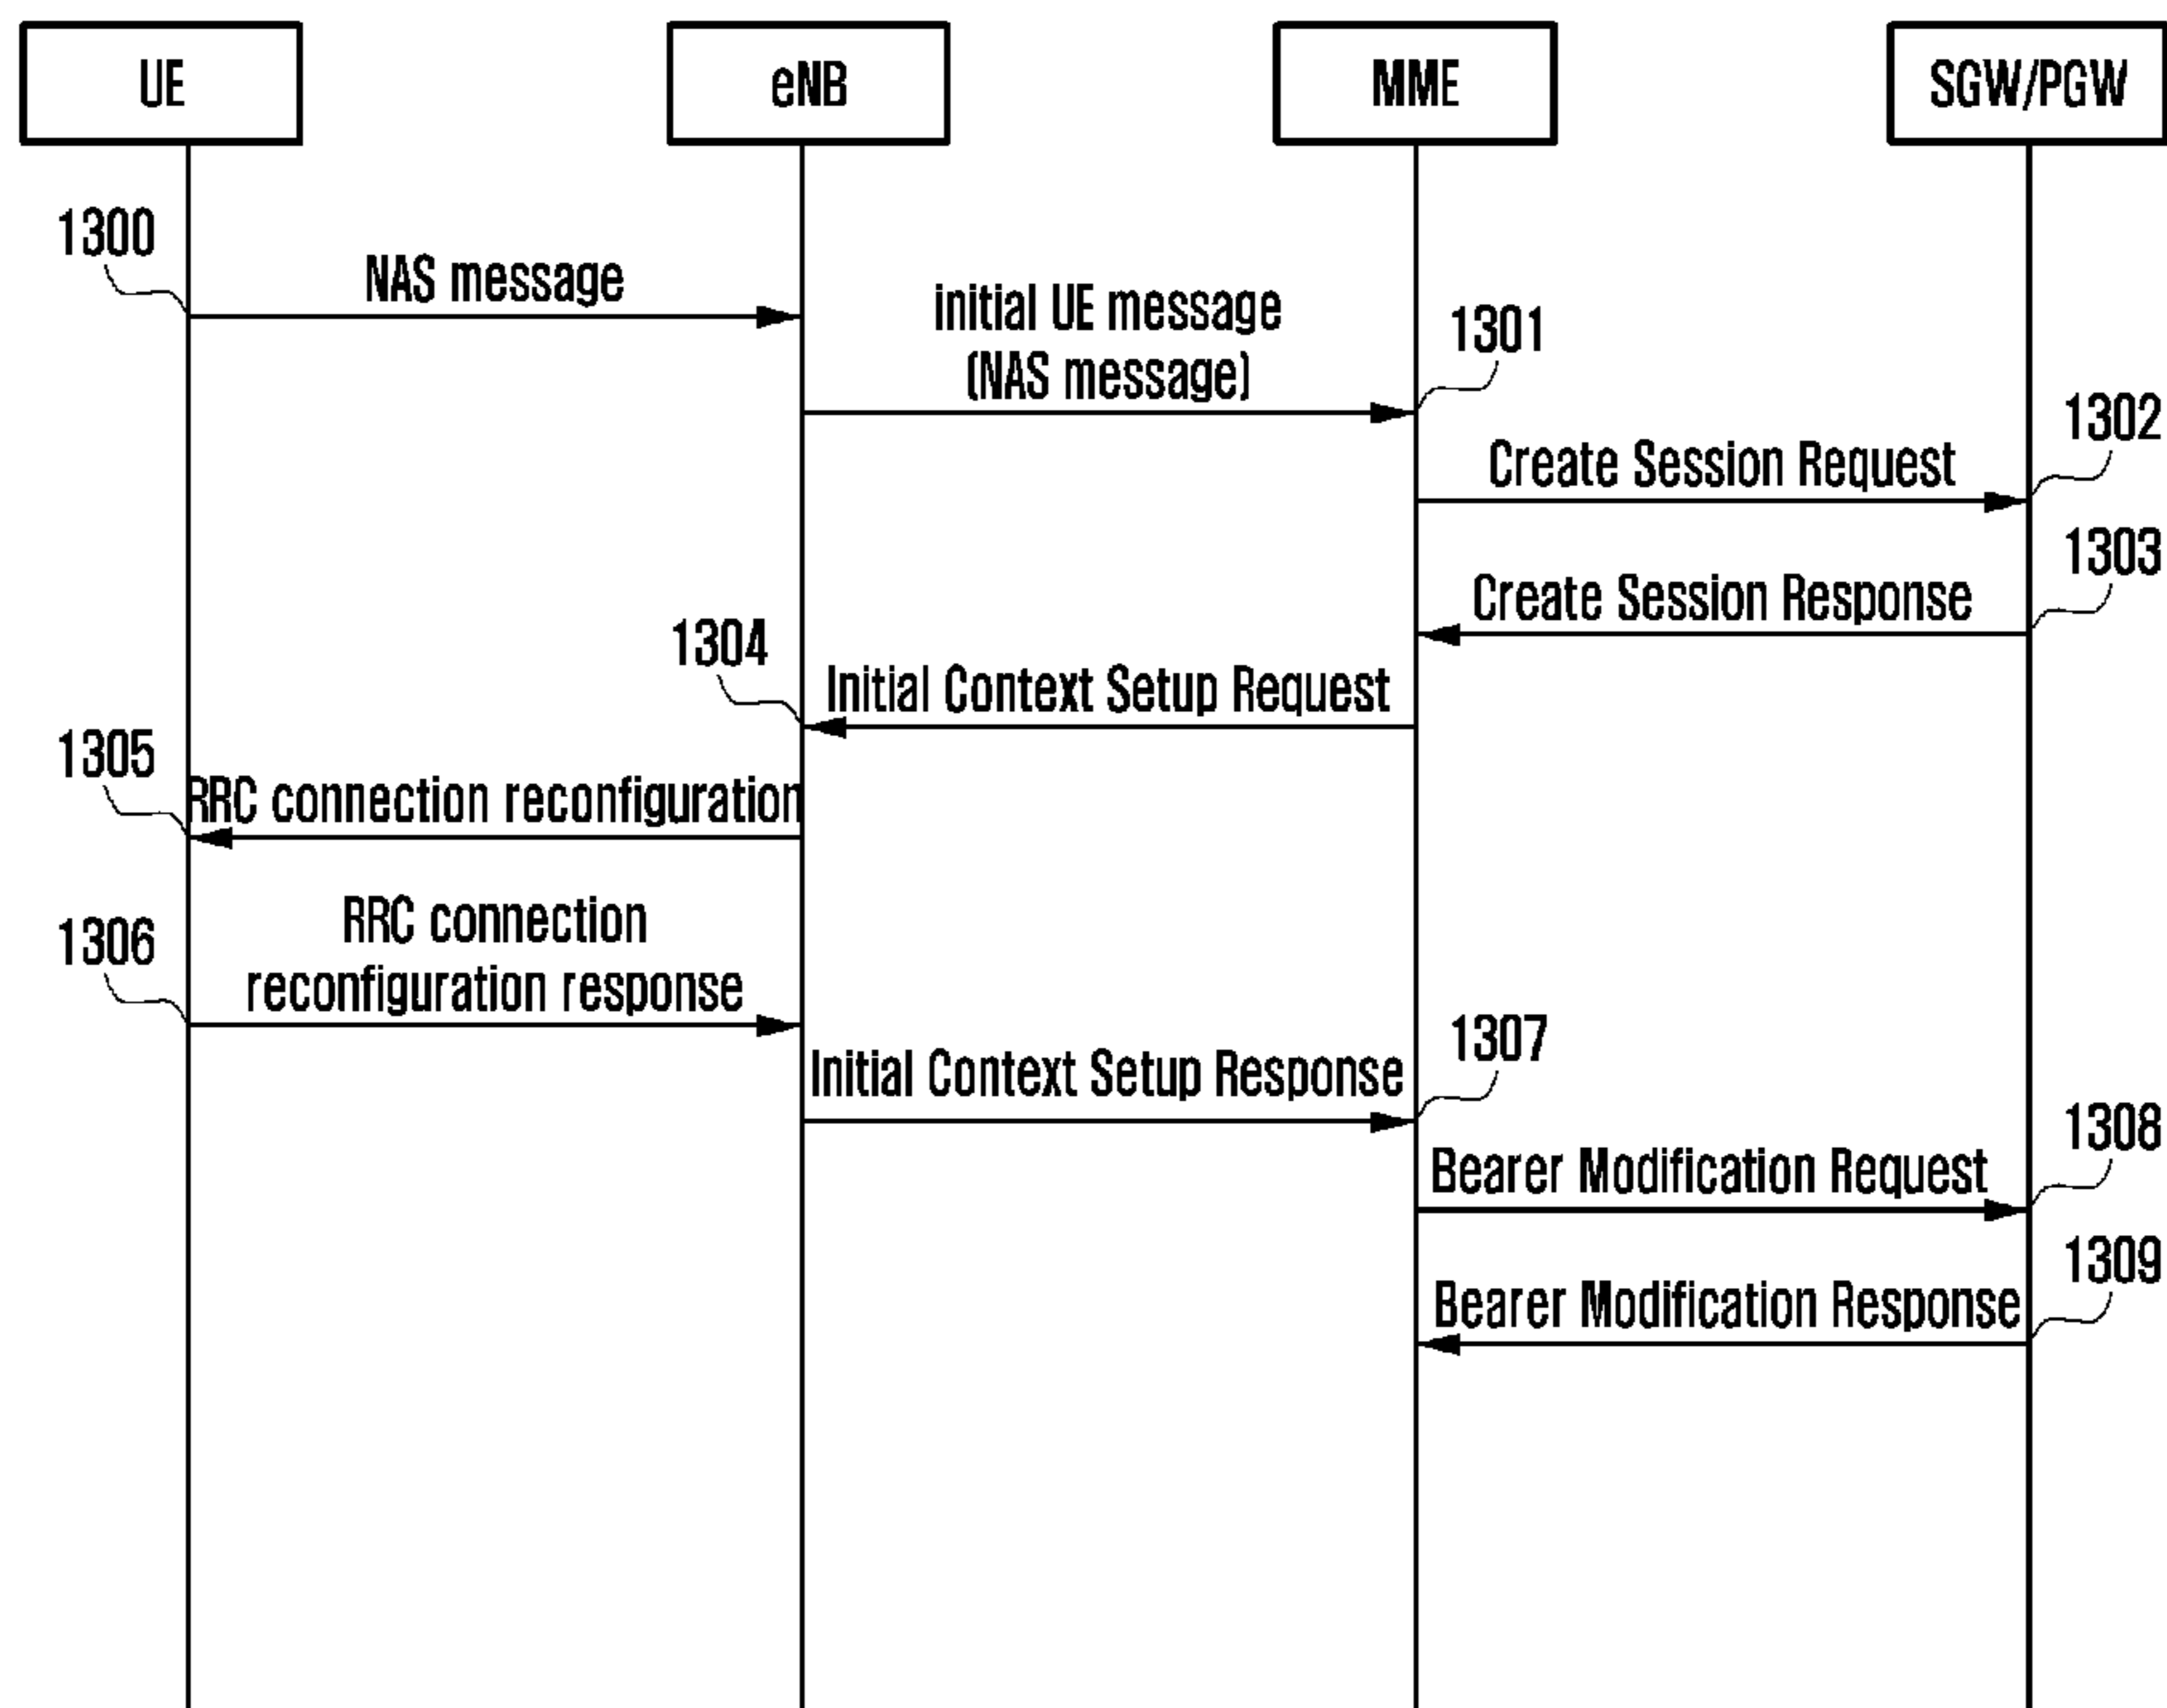 UE
eNB
MME
SGW/PGW
1300
NAS message
initial UE message
(NAS message)
1301
1302
Create Session Request
1303
Create Session Response
1304
Initial Context Setup Request
1305
RRC connection reconfiguration
1306
RRC connection
reconfiguration response
1307
Initial Context Setup Response
1308
Bearer Modification Request
1309
Bearer Modification Response